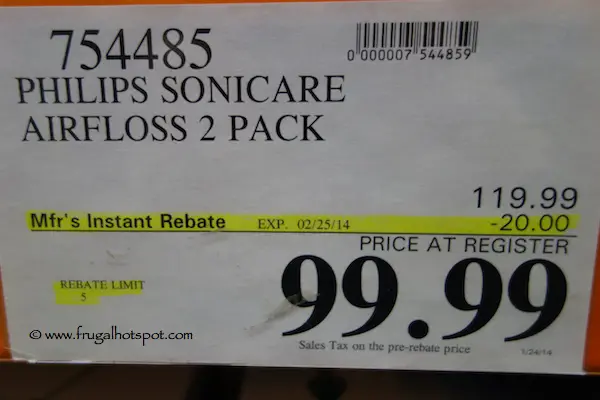 754485
0 000007 544859
PHILIPS SONICARE
AIRFLOSS 2 PACK
119.99
Mfr's Instant Rebate EXP. 02/25/14 -20.00
PRICE AT REGISTER
REBATE LIMIT
5
99.99
© www.frugalhotspot.com
Sales Tax on the pre-rebate price
1/24/14